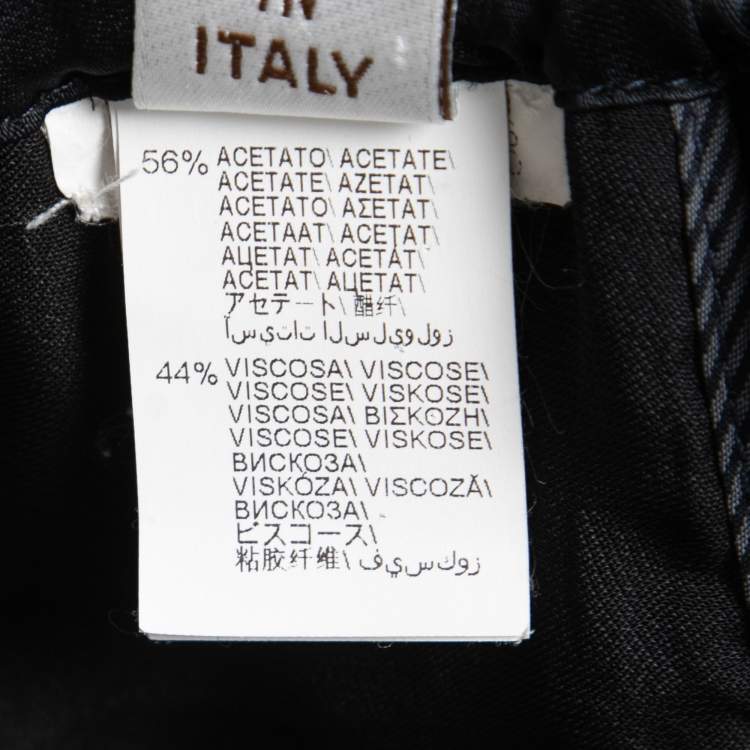 IN
ITALY
56% ACETATO\ ACETATE\
ACETATE\ AZETAT\
ACETATO\ ΑΣΕΤΑΤ\
ACETAAT\ ACETAT\
АЦЕТАТ\ ACETÁT\
ACETAT\ АЦЕТАТ\
アセテート\ 醋纤\
آسيتات السليولوز
44% VISCOSA\ VISCOSE\
VISCOSE\ VISKOSE\
VISCOSA\ ΒΙΣΚΟΖΗ\
VISCOSE\ VISKOSE\
ВИСКОЗА\
VISKÓZA\ VISCOZĂ\
ВИСКОЗА\
ビスコース\
粘胶纤维\ فيسكوز